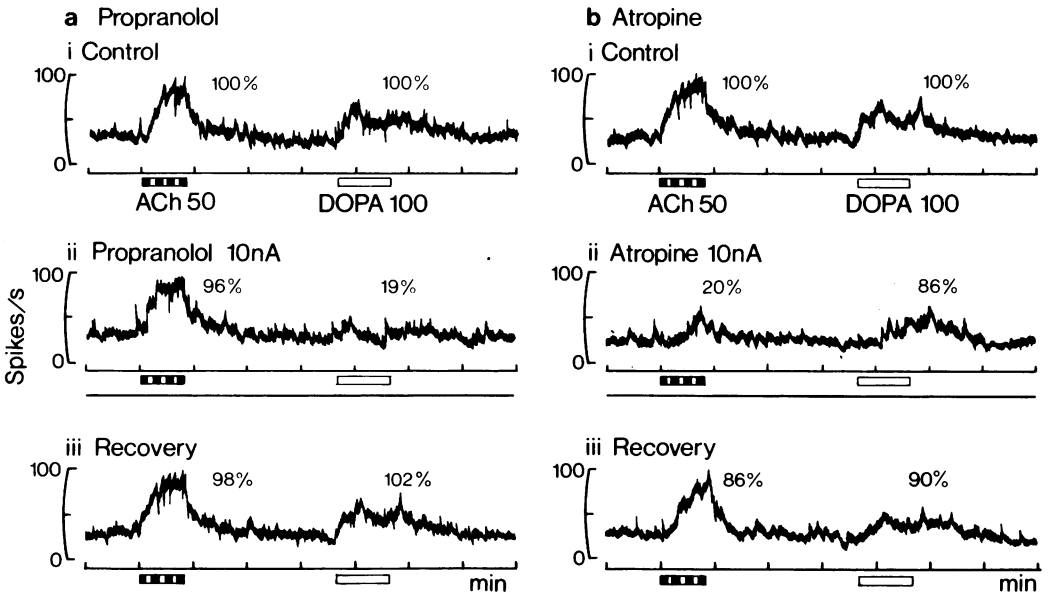 a Propranolol
i Control
100
0
100%
100%
ACh 50
DOPA 100
ii Propranolol 10nA
100
0
96%
19%
Spikes/s
iii Recovery
100
0
98%
102%
min
b Atropine
i Control
100
0
100%
100%
ACh 50
DOPA 100
ii Atropine 10nA
100
0
20%
86%
iii Recovery
100
0
86%
90%
min